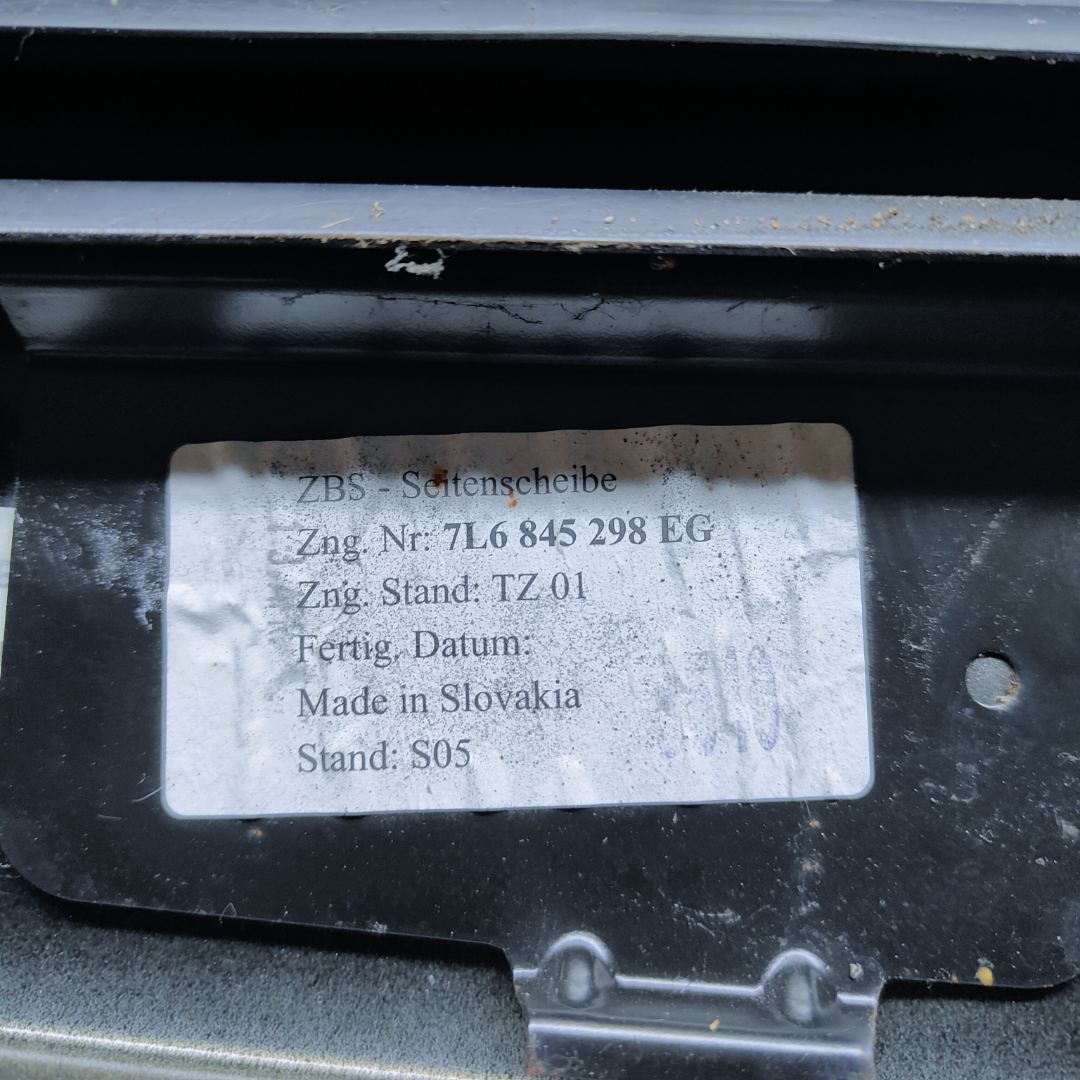 ZBS - Seitenscheibe
Zng. Nr: 7L6 845 298 EG
Zng. Stand: TZ 01
Fertig. Datum:
Made in Slovakia
Stand: S05